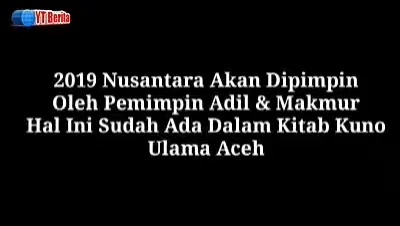 YT Berita
2019 Nusantara Akan Dipimpin
Oleh Pemimpin Adil & Makmur
Hal Ini Sudah Ada Dalam Kitab Kuno
Ulama Aceh